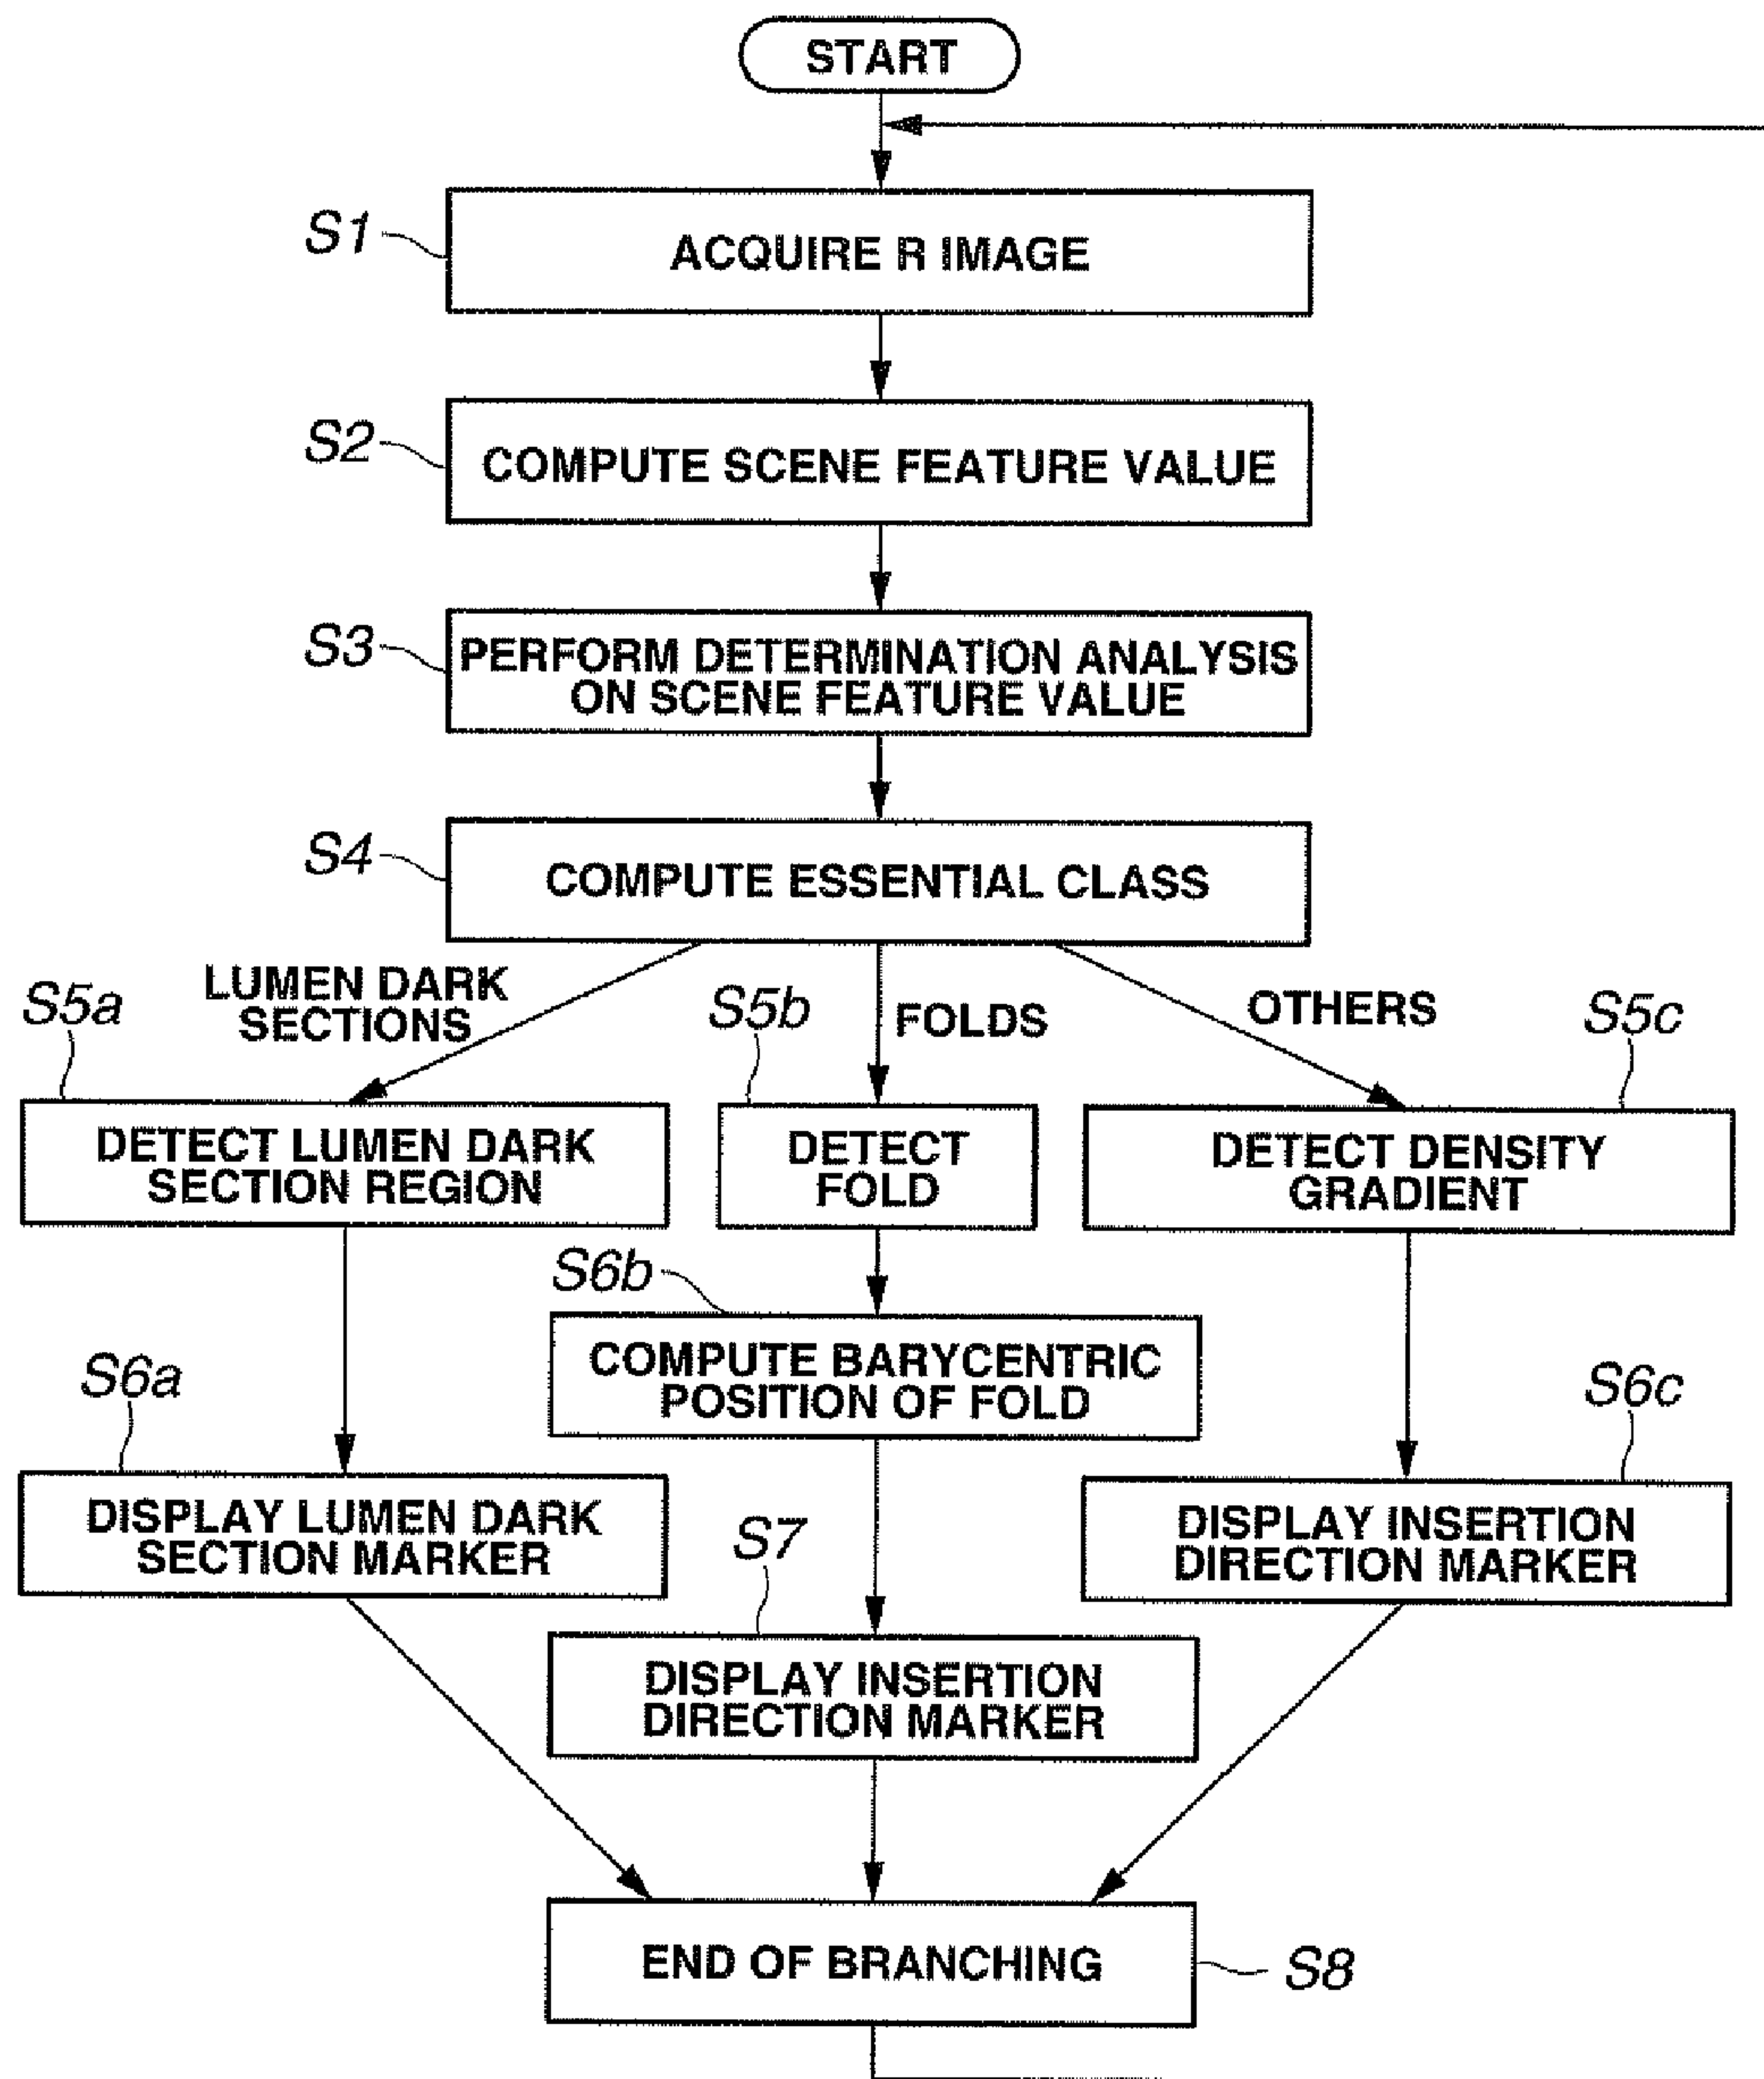 START
S1
ACQUIRE R IMAGE
S2
COMPUTE SCENE FEATURE VALUE
S3
PERFORM DETERMINATION ANALYSIS
ON SCENE FEATURE VALUE
S4
COMPUTE ESSENTIAL CLASS
LUMEN DARK
SECTIONS
FOLDS
OTHERS
S5a
DETECT LUMEN DARK
SECTION REGION
S5b
DETECT
FOLD
S5c
DETECT DENSITY
GRADIENT
S6b
COMPUTE BARYCENTRIC
POSITION OF FOLD
S6a
DISPLAY LUMEN DARK
SECTION MARKER
S6c
DISPLAY INSERTION
DIRECTION MARKER
S7
DISPLAY INSERTION
DIRECTION MARKER
END OF BRANCHING
S8